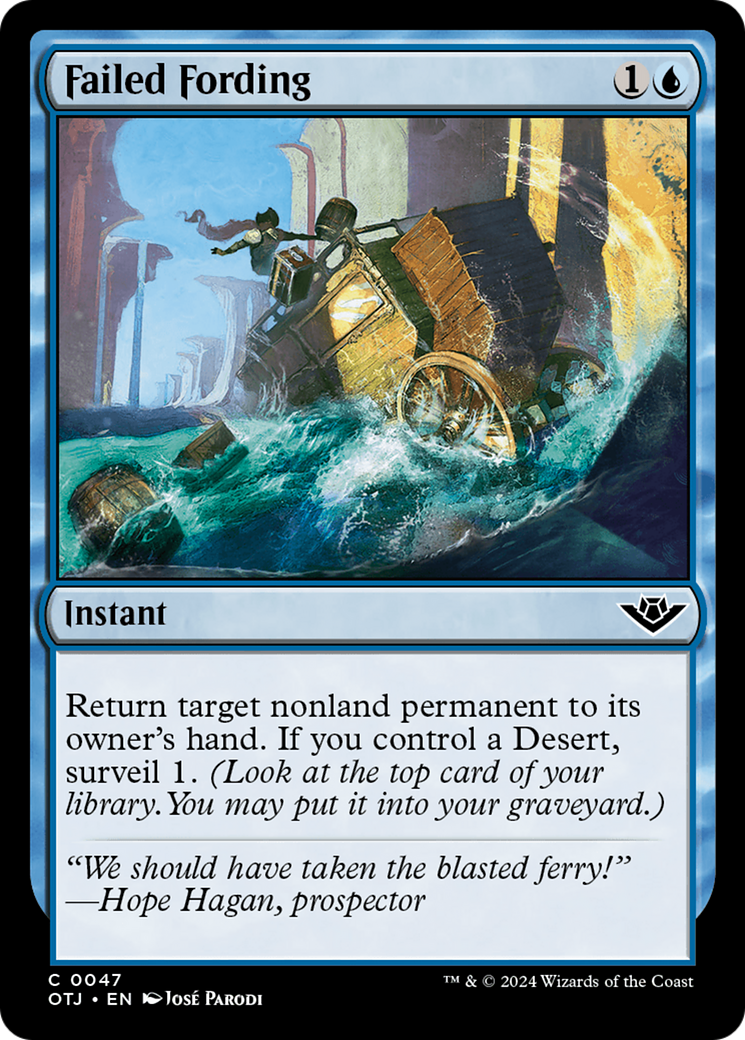 Failed Fording 1
Instant
Return target nonland permanent to its
owner's hand. If you control a Desert,
surveil 1. (Look at the top card of your
library. You may put it into your graveyard.)
"We should have taken the blasted ferry!"
—Hope Hagan, prospector
C 0047
™ & © 2024 Wizards of the Coast
OTJ • EN José Parodi